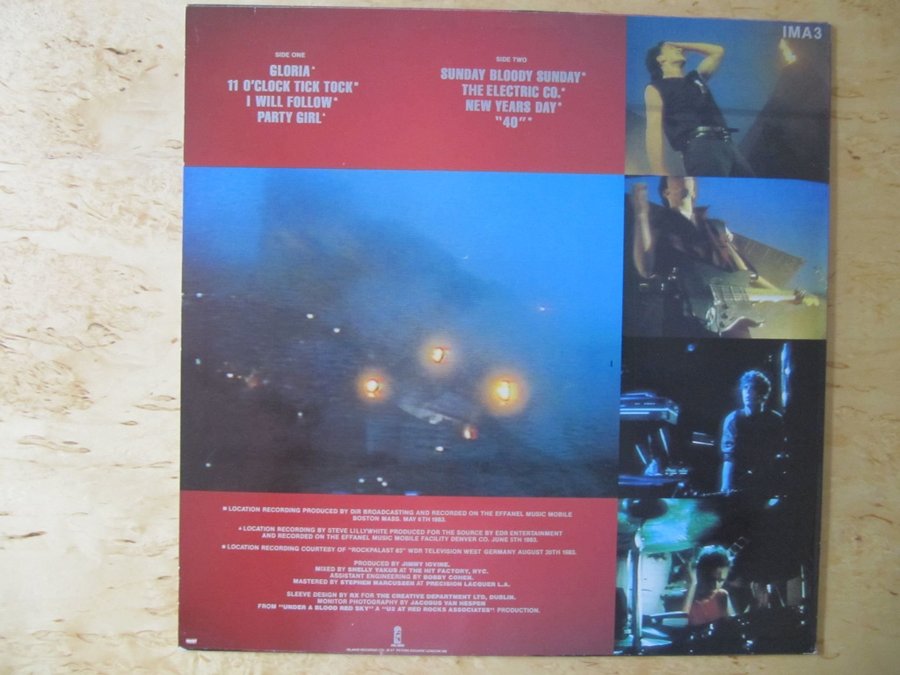 IMA3
SIDE ONE
GLORIA*
11 O'CLOCK TICK TOCK*
I WILL FOLLOW*
PARTY GIRL*
SIDE TWO
SUNDAY BLOODY SUNDAY*
THE ELECTRIC CO.*
NEW YEARS DAY*
"40"*
LOCATION RECORDING PRODUCED BY DIR BROADCASTING AND RECORDED ON THE EFFANEL MUSIC MOBILE
BOSTON MASS. MAY 6TH 1983.
LOCATION RECORDING BY STEVE LILLYWHITE PRODUCED FOR THE SOURCE BY EDO ENTERTAINMENT
AND RECORDED ON THE EFFANEL MUSIC MOBILE FACILITY DENVER CO. JUNE 5TH 1983.
LOCATION RECORDING COURTESY OF "ROCKPALAST 83" WDR TELEVISION WEST GERMANY AUGUST 20TH 1983.
PRODUCED BY JIMMY IOVINE.
MIXED BY SHELLY YAKUS AT THE HIT FACTORY, NYC.
ASSISTANT ENGINEERING BY BOBBY COHEN.
MASTERED BY STEPHEN MARCUSSEN AT PRECISION LACQUER L.A.
SLEEVE DESIGN BY RX FOR THE CREATIVE DEPARTMENT LTD, DUBLIN.
MONITOR PHOTOGRAPHY BY JACOBUS VAN HESPEN
FROM "UNDER A BLOOD RED SKY" A "U2 AT RED ROCKS ASSOCIATES" PRODUCTION.